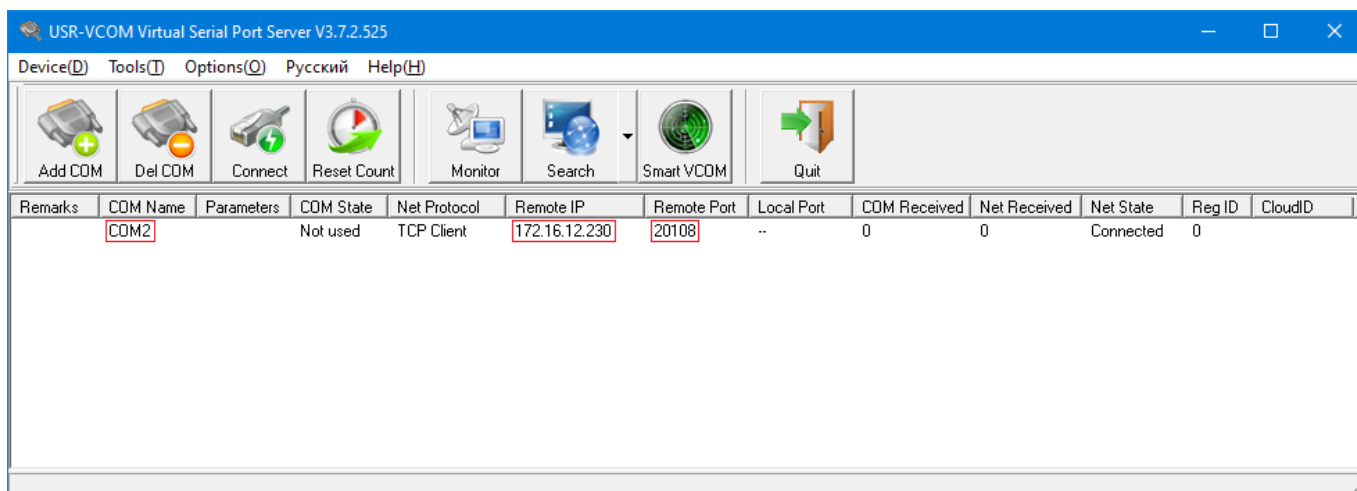 USR-VCOM Virtual Serial Port Server V3.7.2.525
Device(D) Tools(T) Options(O) Русский Help(H)
Add COM Del COM Connect Reset Count Monitor Search Smart VCOM Quit
Remarks COM Name Parameters COM State Net Protocol Remote IP Remote Port Local Port COM Received Net Received Net State Reg ID CloudID
COM2 Not used TCP Client 172.16.12.230 20108 -- 0 0 Connected 0